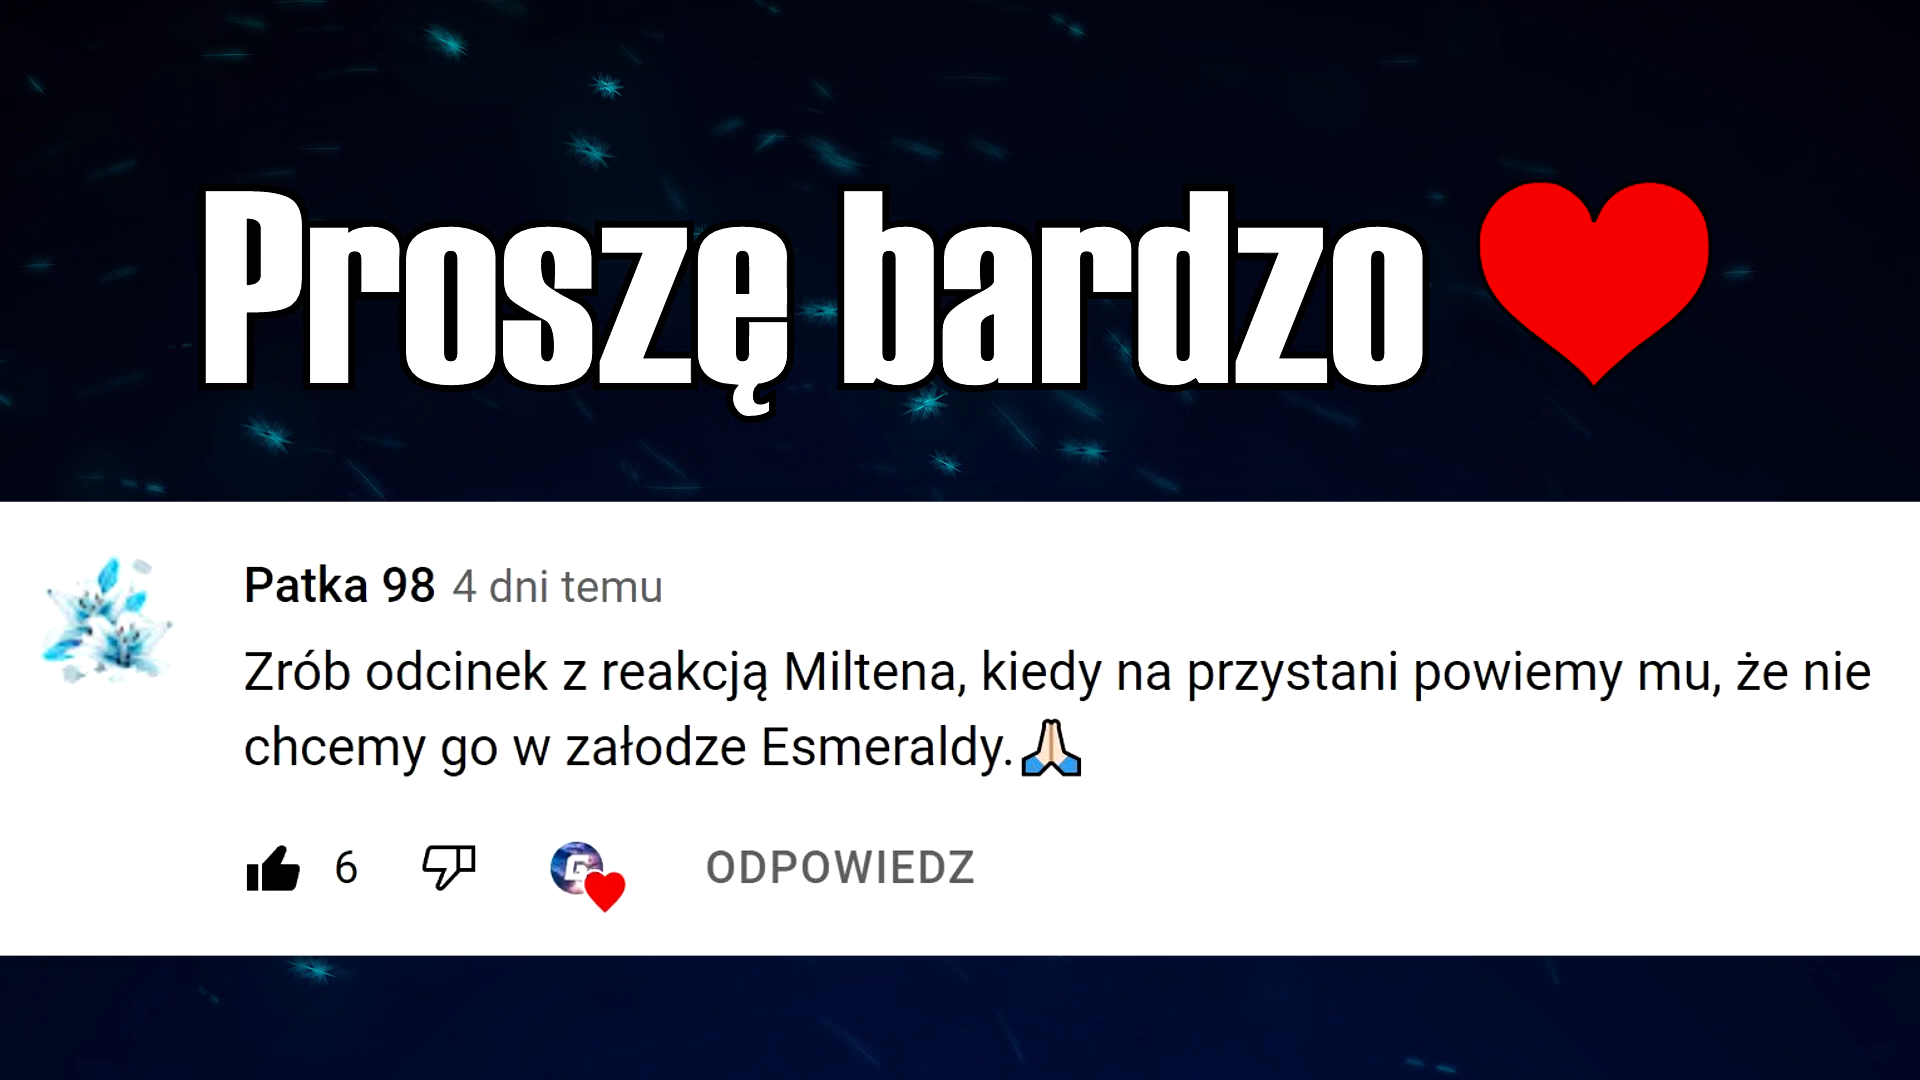 Proszę bardzo ❤
Patka 98 4 dni temu
Zrób odcinek z reakcją Miltena, kiedy na przystani powiemy mu, że nie
chcemy go w załodze Esmeraldy.🙏🏻
6 ODPOWIEDZ